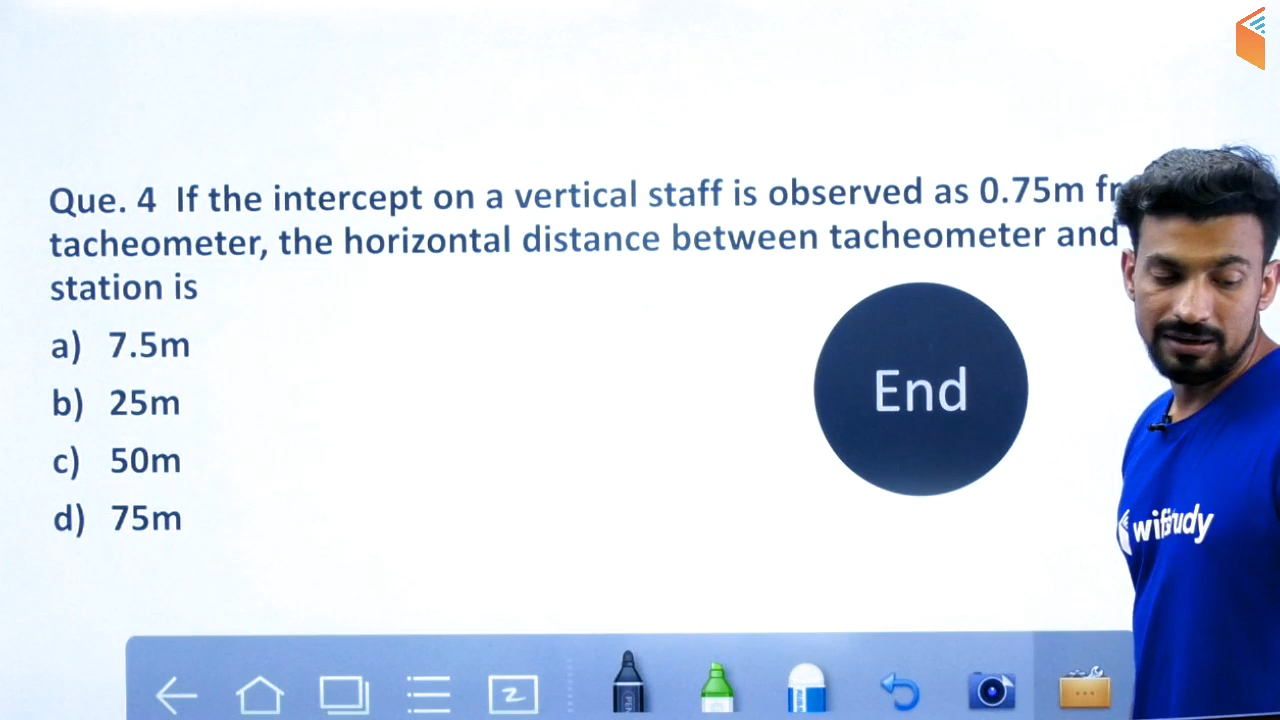 Que. 4 If the intercept on a vertical staff is observed as 0.75m
tacheometer, the horizontal distance between tacheometer and
station is
a) 7.5m
b) 25m
c) 50m
d) 75m
End
wifistudy